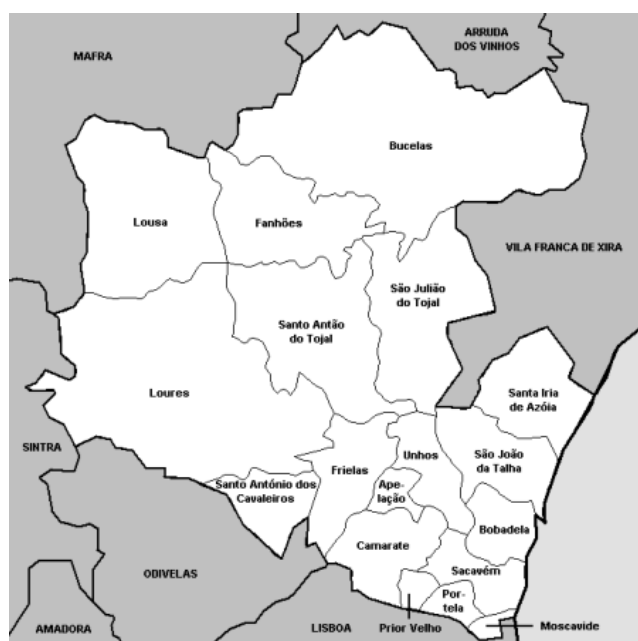 ARRUDA
DOS VINHOS
MAFRA
Bucelas
Lousa
Fanhões
VILA FRANCA DE XIRA
São Julião
do Tojal
Santo Antão
do Tojal
Loures
Santa Iria
de Azóia
SINTRA
Frielas
Unhos
São João
da Talha
Santo António dos
Cavaleiros
Ape-
lação
Bobadela
Camarate
Sacavém
ODIVELAS
Por-
tela
AMADORA
LISBOA
Prior Velho
Moscavide